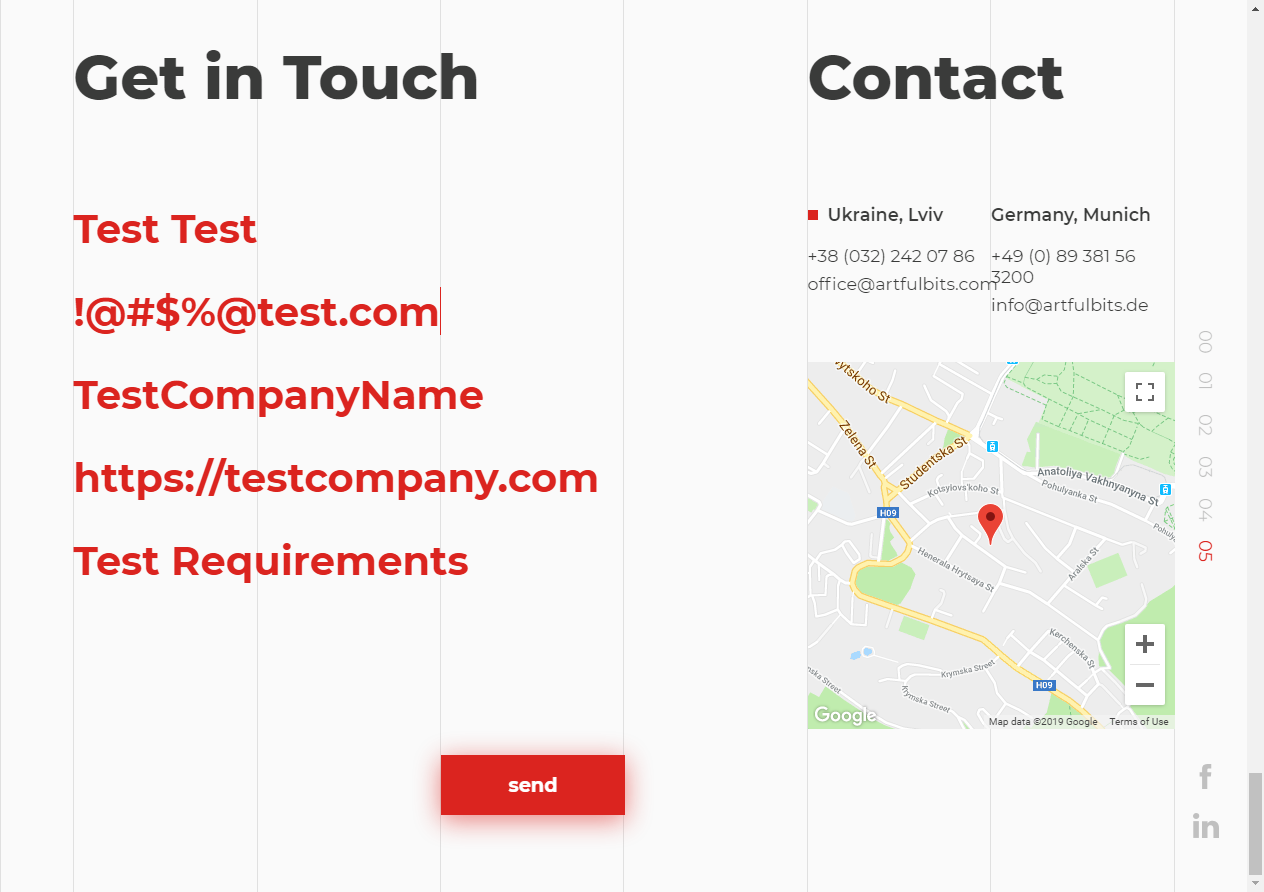 Get in Touch
Test Test
!@#$%@test.com
TestCompanyName
https://testcompany.com
Test Requirements
send
Contact
Ukraine, Lviv
+38 (032) 242 07 86
office@artfulbits.com
Germany, Munich
+49 (0) 89 381 56
3200
info@artfulbits.de
ytskoho St
Zelena St
Studentska St
Kotsylovs'koho St
Anatoliya Vakhnyanyna St
Pohulyanka St
Pohulyanka
H09
Henerala Hrytsaya St
Aralska St
Kerchenska St
Krymska Street
Krymska Street
H09
Google
Map data ©2019 Google
Terms of Use
00
01
02
03
04
05
f
in